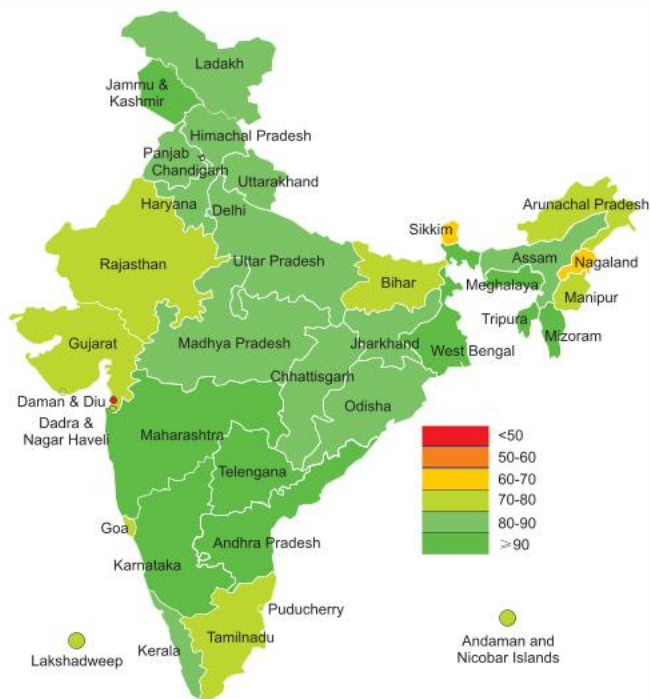 Ladakh
Jammu &
Kashmir
Himachal Pradesh
Panjab
Chandigarh
Uttarakhand
Haryana
Delhi
Arunachal Pradesh
Sikkim
Rajasthan
Uttar Pradesh
Assam
Nagaland
Bihar
Meghalaya
Manipur
Gujarat
Madhya Pradesh
Jharkhand
Tripura
Mizoram
West Bengal
Chhattisgarh
Daman & Diu
Odisha
Dadra &
Nagar Haveli
Maharashtra
<50
50-60
60-70
70-80
80-90
≥90
Telengana
Goa
Andhra Pradesh
Karnataka
Puducherry
Tamilnadu
Kerala
Lakshadweep
Andaman and
Nicobar Islands